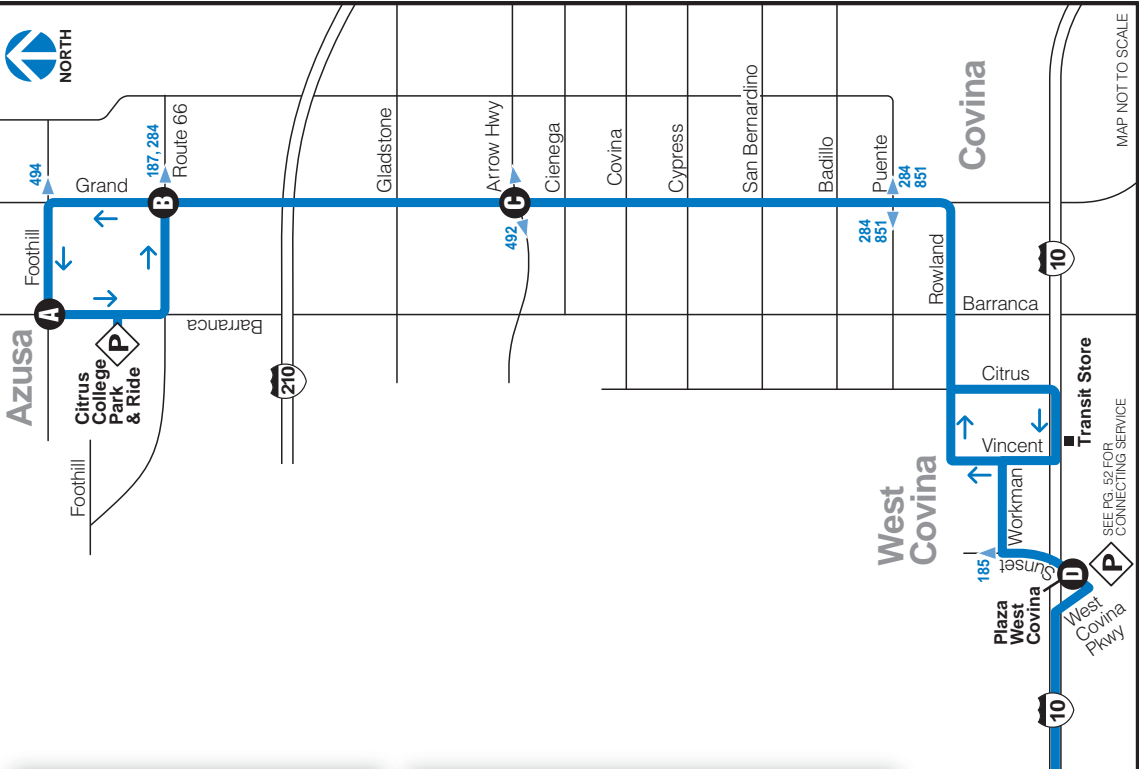 NORTH
Azusa
Foothill
494
Grand
187, 284
Route 66
A
B
P
Citrus
College
Park
& Ride
Foothill
Barranca
210
Gladstone
Arrow Hwy
C
492
Cienega
Covina
Cypress
San Bernardino
Badillo
Puente
284
851
284
851
Covina
Rowland
Barranca
10
Citrus
Vincent
Transit Store
West
Covina
Workman
185
Sunset
D
Plaza
West
Covina
P
SEE PG. 52 FOR
CONNECTING SERVICE
West
Covina
Pkwy
10
MAP NOT TO SCALE